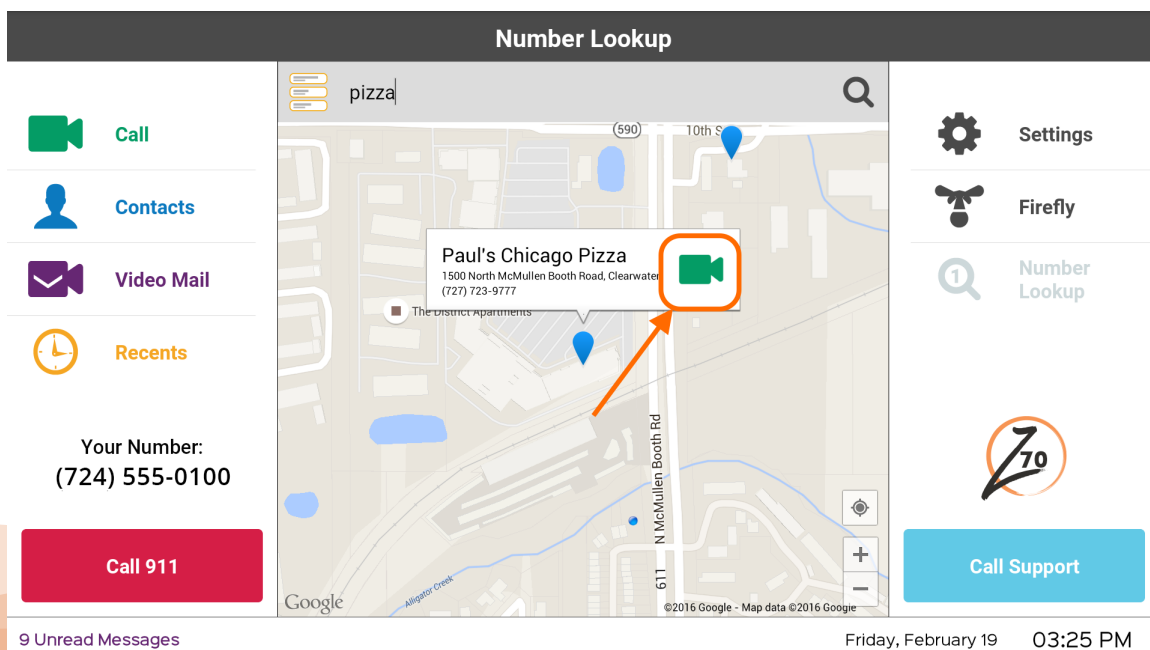 Number Lookup
pizza
Call
Contacts
Video Mail
Recents
Your Number:
(724) 555-0100
Call 911
590
10th S
Paul's Chicago Pizza
1500 North McMullen Booth Road, Clearwater
(727) 723-9777
The District Apartments
N McMullen Booth Rd
611
Alligator Creek
Google
+
−
©2016 Google - Map data ©2016 Google
Settings
Firefly
1
Number
Lookup
Z70
Call Support
9 Unread Messages
Friday, February 19
03:25 PM